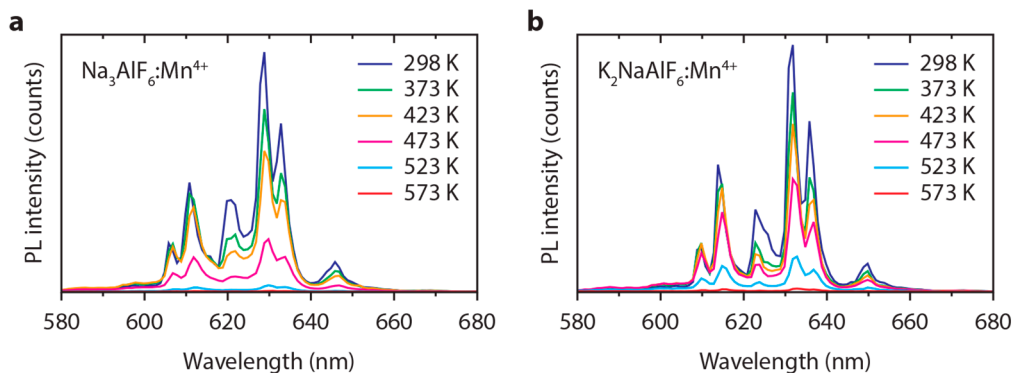 a
PL intensity (counts)
Na₃AlF₆:Mn⁴⁺
298 K
373 K
423 K
473 K
523 K
573 K
580 600 620 640 660 680
Wavelength (nm)
b
PL intensity (counts)
K₂NaAlF₆:Mn⁴⁺
298 K
373 K
423 K
473 K
523 K
573 K
580 600 620 640 660 680
Wavelength (nm)